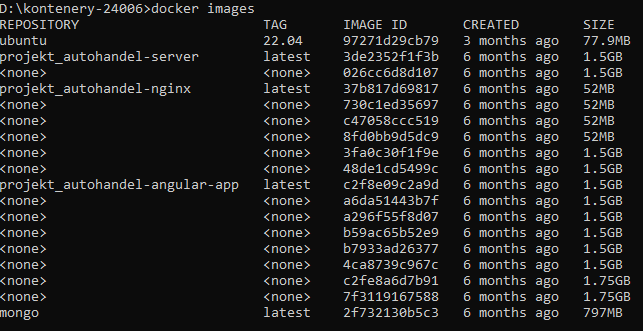 D:\kontenery-24006>docker images
REPOSITORY TAG IMAGE ID CREATED SIZE
ubuntu 22.04 97271d29cb79 3 months ago 77.9MB
projekt_autohandel-server latest 3de2352f1f3b 6 months ago 1.5GB
<none> <none> 026cc6d8d107 6 months ago 1.5GB
projekt_autohandel-nginx latest 37b817d69817 6 months ago 52MB
<none> <none> 730c1ed35697 6 months ago 52MB
<none> <none> c47058ccc519 6 months ago 52MB
<none> <none> 8fd0bb9d5dc9 6 months ago 52MB
<none> <none> 3fa0c30f1f9e 6 months ago 1.5GB
<none> <none> 48de1cd5499c 6 months ago 1.5GB
projekt_autohandel-angular-app latest c2f8e09c2a9d 6 months ago 1.5GB
<none> <none> a6da51443b7f 6 months ago 1.5GB
<none> <none> a296f55f8d07 6 months ago 1.5GB
<none> <none> b59ac65b52e9 6 months ago 1.5GB
<none> <none> b7933ad26377 6 months ago 1.5GB
<none> <none> 4ca8739c967c 6 months ago 1.5GB
<none> <none> c2fe8a6d7b91 6 months ago 1.75GB
<none> <none> 7f3119167588 6 months ago 1.75GB
mongo latest 2f732130b5c3 6 months ago 797MB